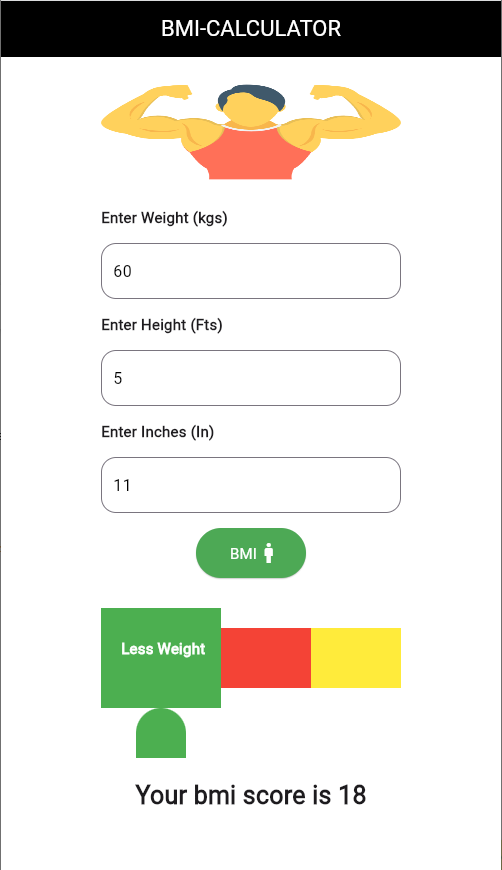 BMI-CALCULATOR
Enter Weight (kgs)
60
Enter Height (Fts)
5
Enter Inches (In)
11
BMI
Less Weight
Your bmi score is 18